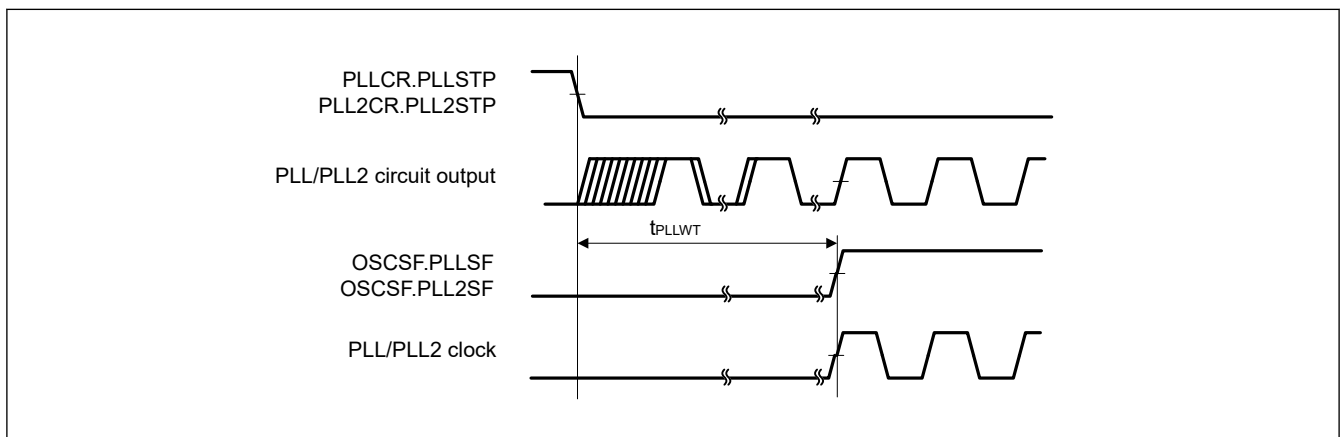 PLLCR.PLLSTP
PLL2CR.PLL2STP
PLL/PLL2 circuit output
tPLLWT
OSCSF.PLLSF
OSCSF.PLL2SF
PLL/PLL2 clock